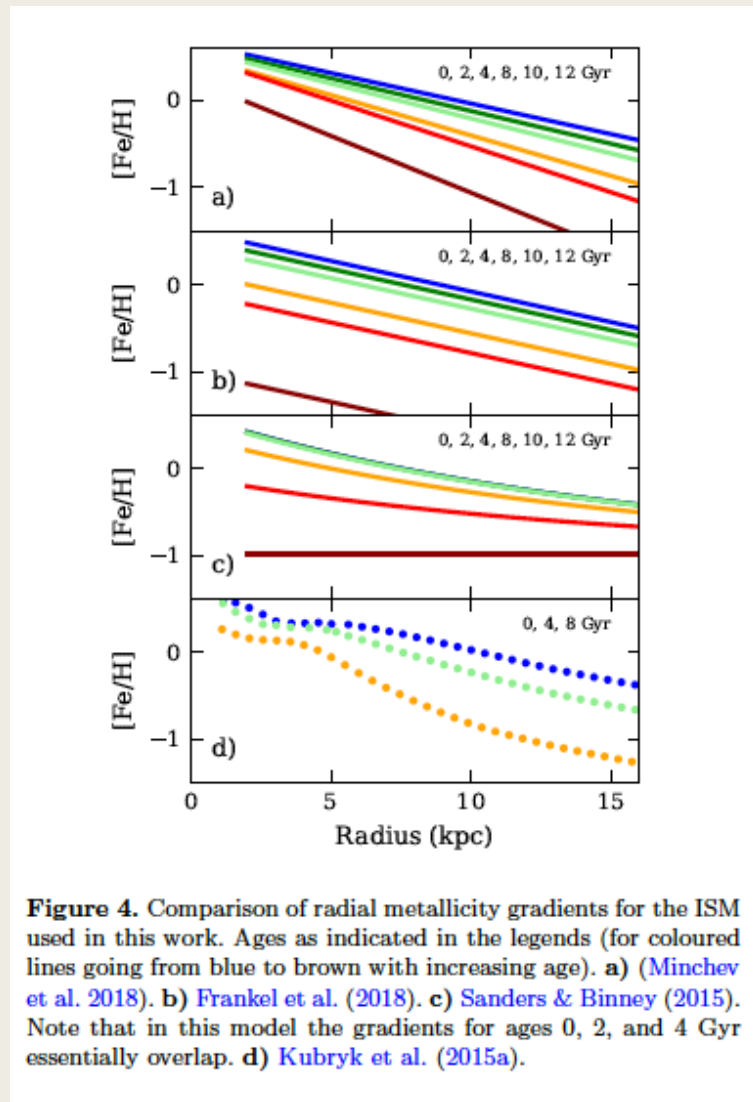 0, 2, 4, 8, 10, 12 Gyr
0
−1
[Fe/H]
a)
0, 2, 4, 8, 10, 12 Gyr
0
−1
[Fe/H]
b)
0, 2, 4, 8, 10, 12 Gyr
0
−1
[Fe/H]
c)
0, 4, 8 Gyr
0
−1
[Fe/H]
d)
0 5 10 15
Radius (kpc)
Figure 4. Comparison of radial metallicity gradients for the ISM
used in this work. Ages as indicated in the legends (for coloured
lines going from blue to brown with increasing age). a) (Minchev
et al. 2018). b) Frankel et al. (2018). c) Sanders & Binney (2015).
Note that in this model the gradients for ages 0, 2, and 4 Gyr
essentially overlap. d) Kubryk et al. (2015a).